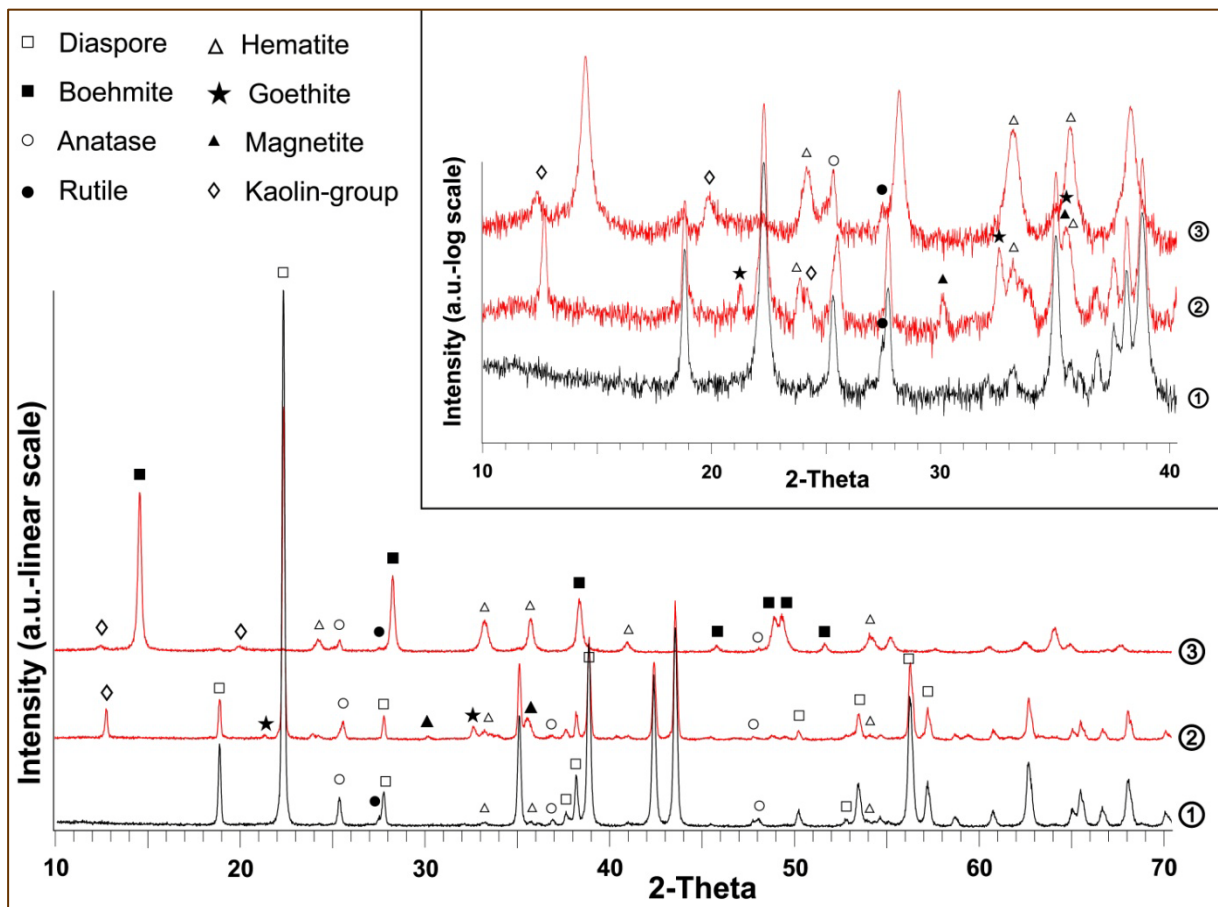 □ Diaspore △ Hematite
■ Boehmite ★ Goethite
○ Anatase ▲ Magnetite
● Rutile ◇ Kaolin-group
Intensity (a.u.-log scale)
③
②
①
10 20 30 40
2-Theta
Intensity (a.u.-linear scale)
③
②
①
10 20 30 40 50 60 70
2-Theta